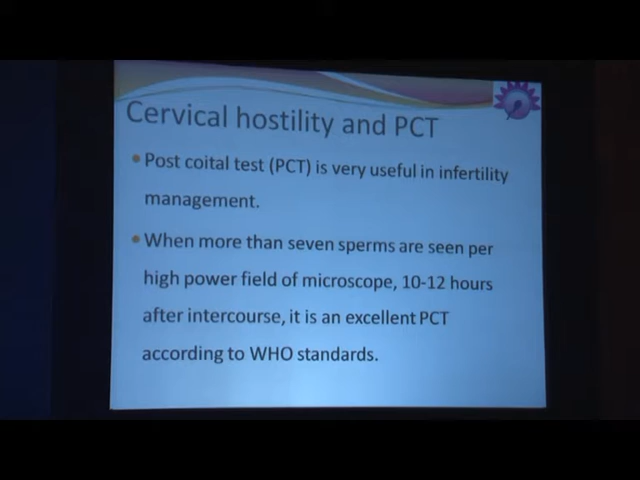 Cervical hostility and PCT
• Post coital test (PCT) is very useful in infertility
management.
• When more than seven sperms are seen per
high power field of microscope, 10-12 hours
after intercourse, it is an excellent PCT
according to WHO standards.